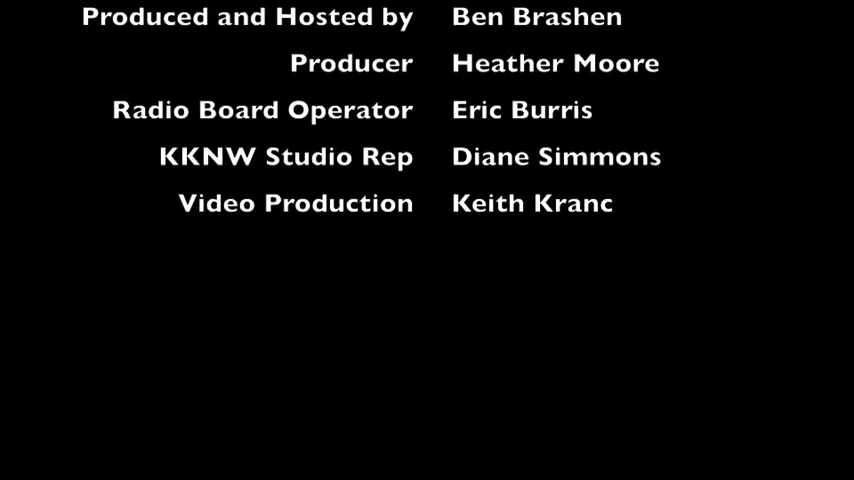 Produced and Hosted by Ben Brashen
Producer Heather Moore
Radio Board Operator Eric Burris
KKNW Studio Rep Diane Simmons
Video Production Keith Kranc